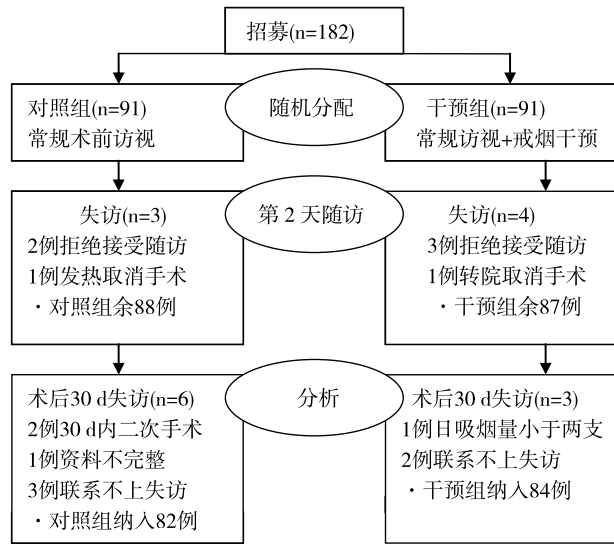 招募(n=182)
对照组(n=91)
常规术前访视
随机分配
干预组(n=91)
常规访视+戒烟干预
失访(n=3)
2例拒绝接受随访
1例发热取消手术
·对照组余88例
第 2 天随访
失访(n=4)
3例拒绝接受随访
1例转院取消手术
·干预组余87例
术后30 d失访(n=6)
2例30 d内二次手术
1例资料不完整
3例联系不上失访
·对照组纳入82例
分析
术后30 d失访(n=3)
1例日吸烟量小于两支
2例联系不上失访
·干预组纳入84例